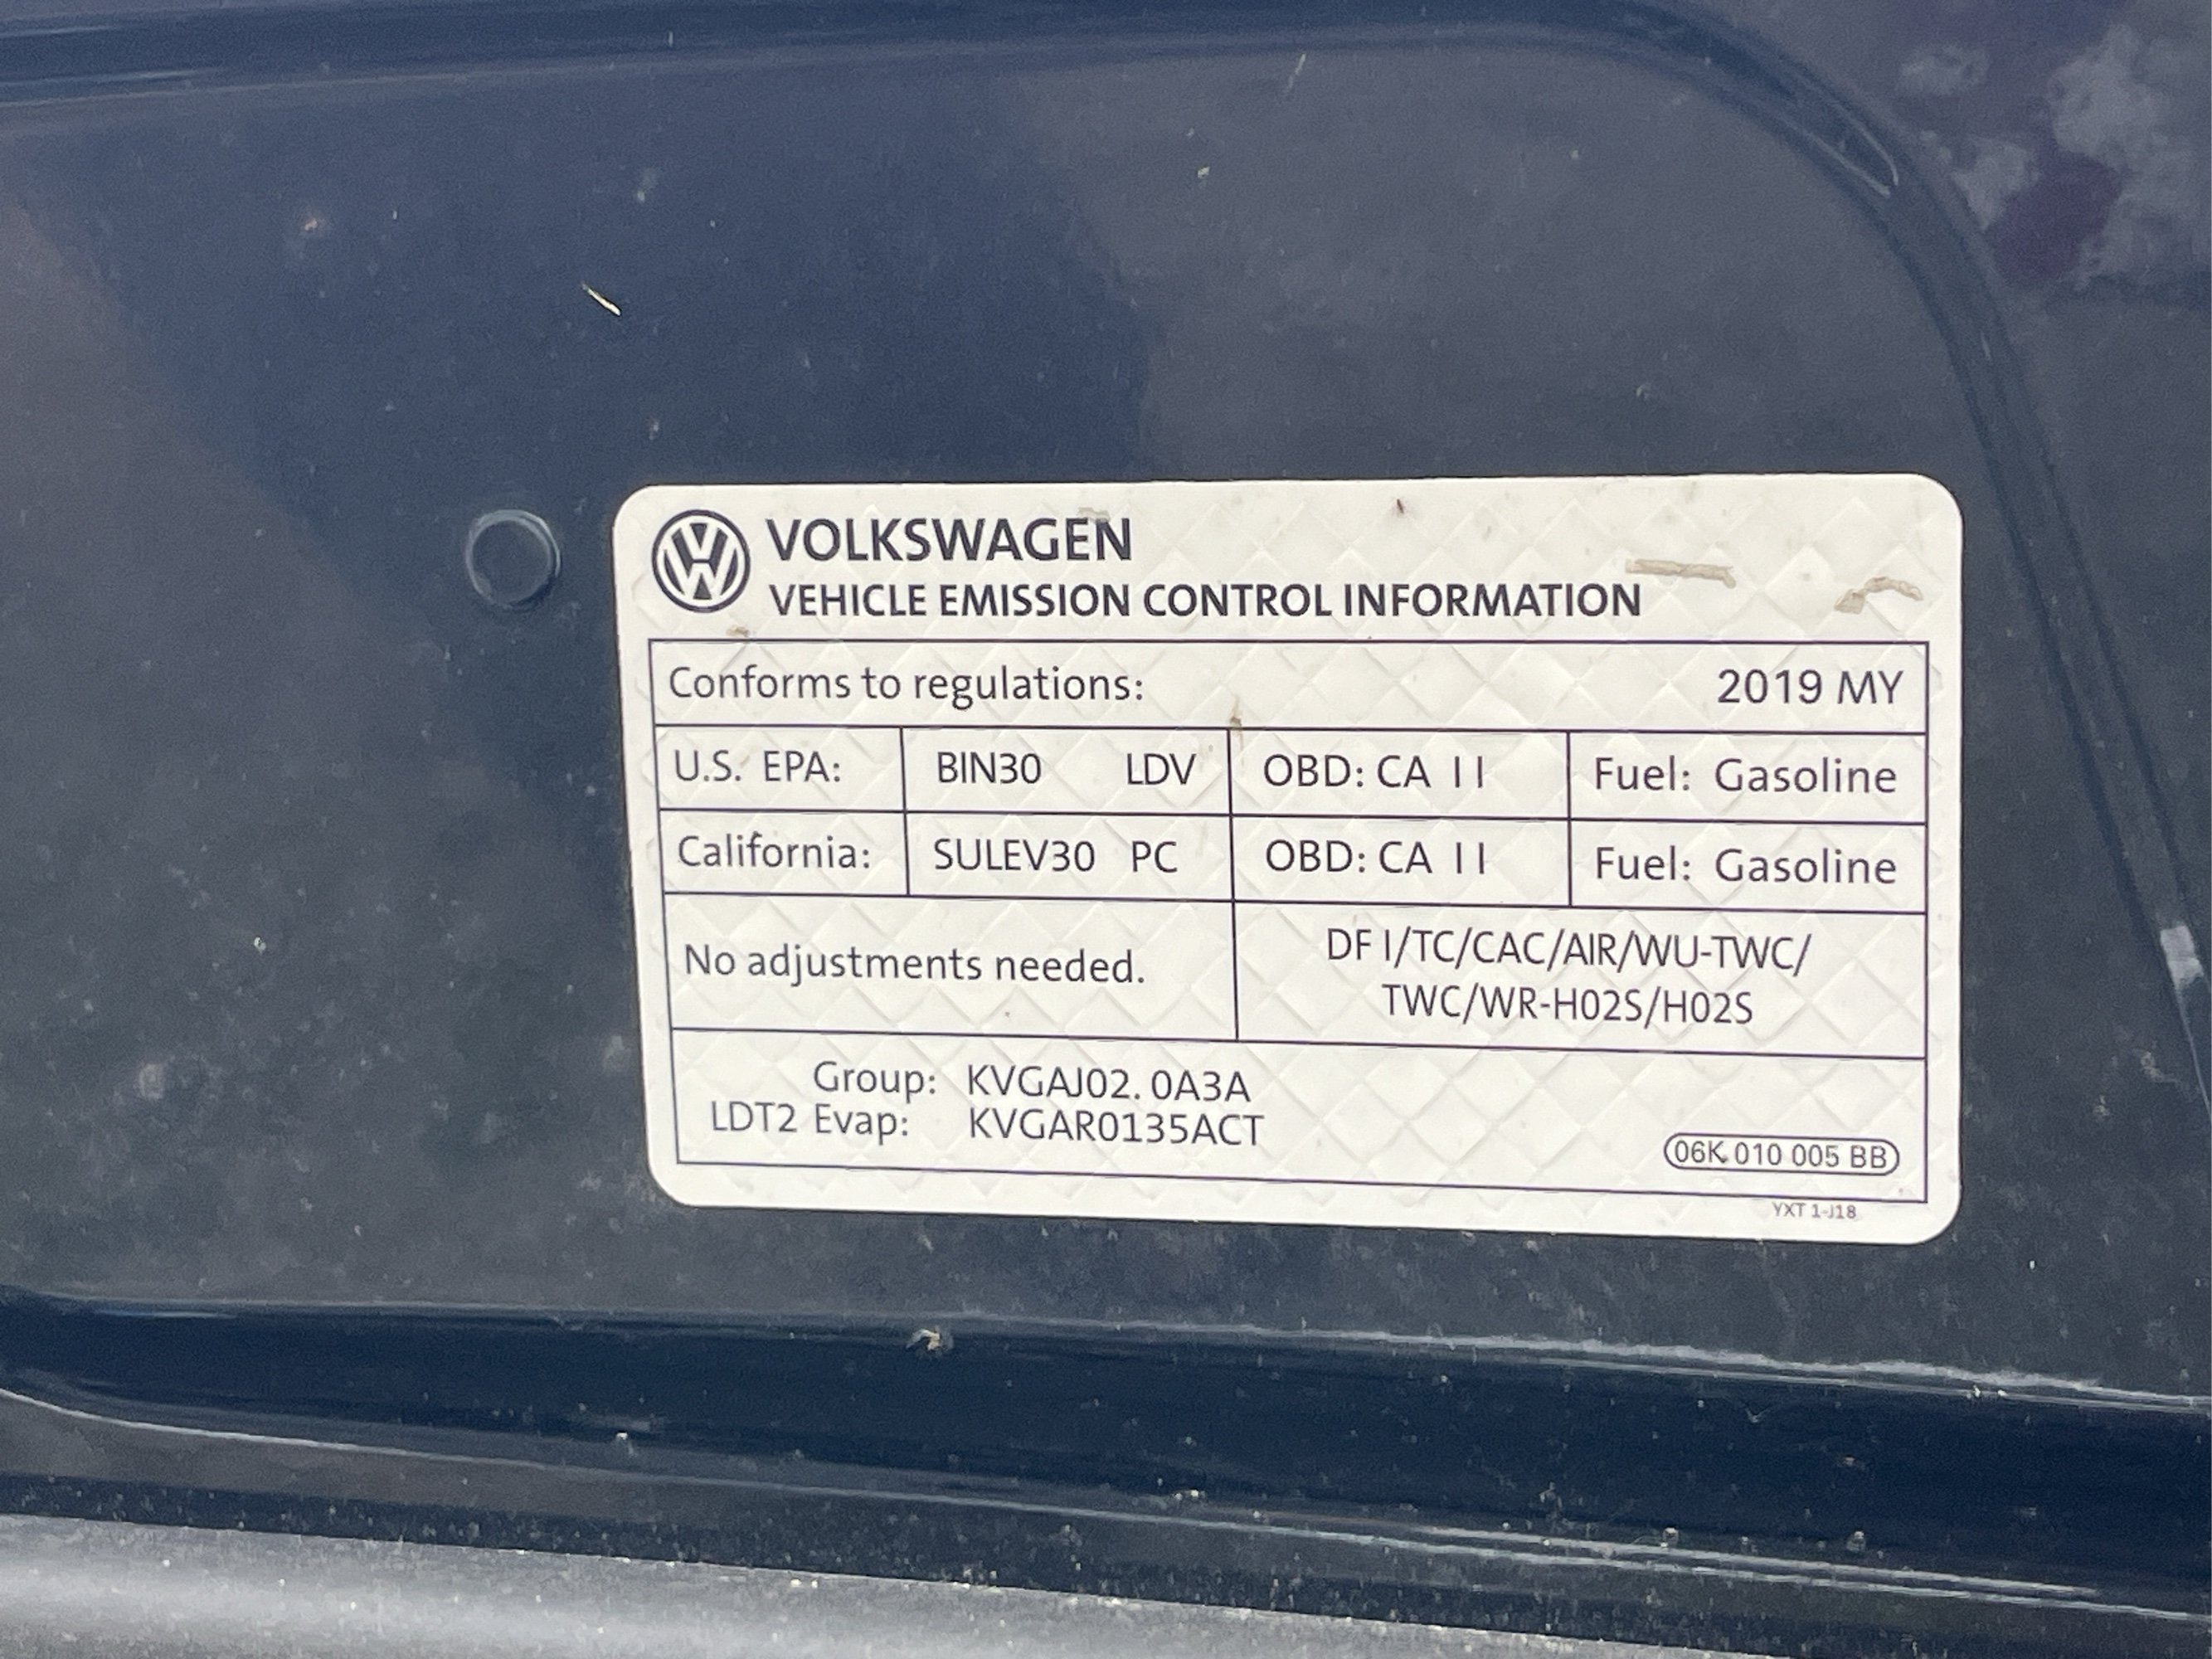 VOLKSWAGEN
VEHICLE EMISSION CONTROL INFORMATION
Conforms to regulations: 2019 MY
U.S. EPA: BIN30 LDV OBD: CA II Fuel: Gasoline
California: SULEV30 PC OBD: CA II Fuel: Gasoline
No adjustments needed.
DFI/TC/CAC/AIR/WU-TWC/
TWC/WR-HO2S/HO2S
Group: KVGAJ02.0A3A
LDT2 Evap: KVGAR0135ACT
06K 010 005 BB
YXT 1-J18